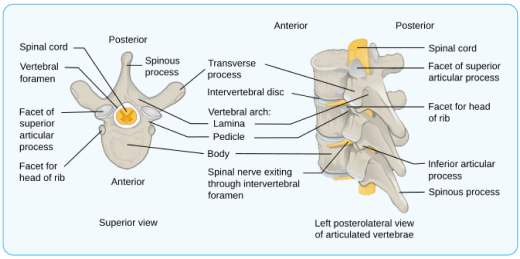 Posterior
Spinal cord
Vertebral
foramen
Facet of
superior
articular
process
Facet for
head of rib
Spinous
process
Anterior
Superior view
Transverse
process
Intervertebral disc
Vertebral arch:
Lamina
Pedicle
Body
Spinal nerve exiting
through intervertebral
foramen
Anterior
Posterior
Spinal cord
Facet of superior
articular process
Facet for head
of rib
Inferior articular
process
Spinous process
Left posterolateral view
of articulated vertebrae